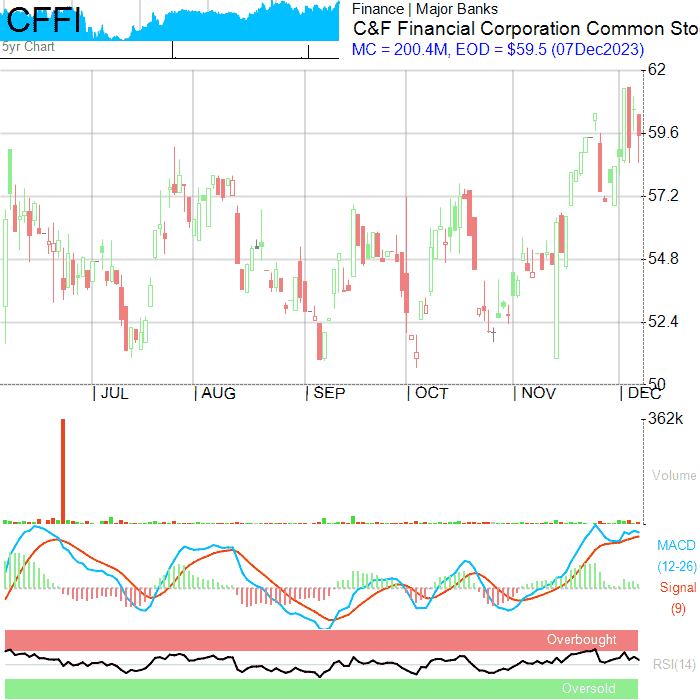 CFFI
5yr Chart
Finance | Major Banks
C&F Financial Corporation Common Sto
MC = 200.4M, EOD = $59.5 (07Dec2023)
62
59.6
57.2
54.8
52.4
50
| JUL | AUG | SEP | OCT | NOV | DEC
362k
Volume
MACD
(12-26)
Signal
(9)
Overbought
RSI(14)
Oversold